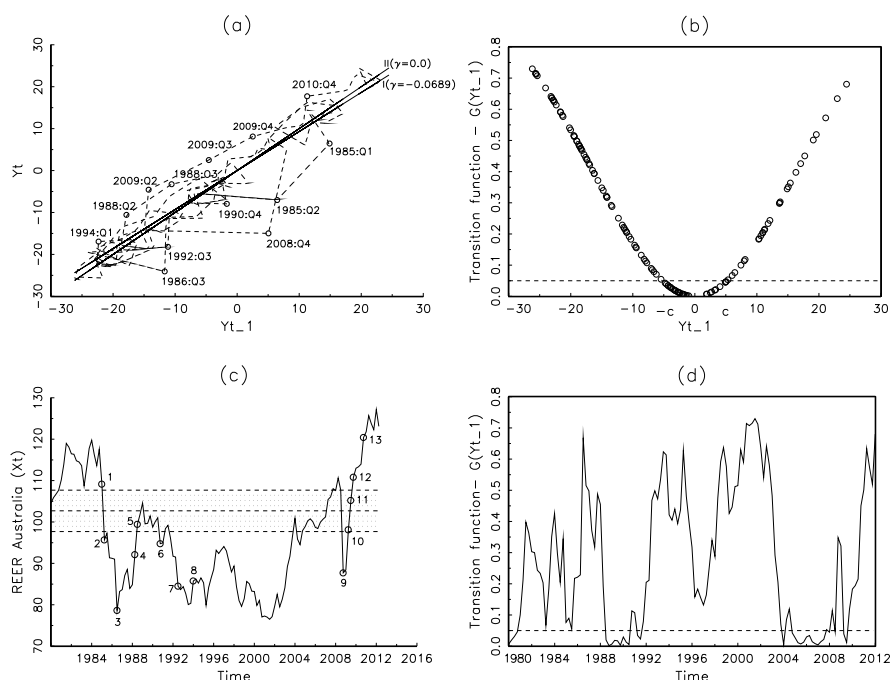 (a)
Yt
30
20
10
0
−10
−20
−30
−30 −20 −10 0 10 20 30
Yt_1
II(γ=0.0)
I(γ=−0.0689)
2010:Q4
2009:Q4
2009:Q3
1985:Q1
1988:Q3
2009:Q2
1985:Q2
1988:Q2
1990:Q4
1994:Q1
2008:Q4
1992:Q3
1986:Q3
(b)
Transition function − G(Yt_1)
0.8
0.7
0.6
0.5
0.4
0.3
0.2
0.1
0.0
−30 −20 −10 0 10 20 30
−c c
Yt_1
(c)
REER Australia (Xt)
130
120
110
100
90
80
70
1984 1988 1992 1996 2000 2004 2008 2012 2016
Time
1
2
3
4
5
6
7
8
9
10
11
12
13
(d)
Transition function− G(Yt_1)
0.8
0.7
0.6
0.5
0.4
0.3
0.2
0.1
0.0
1980 1984 1988 1992 1996 2000 2004 2008 2012
Time